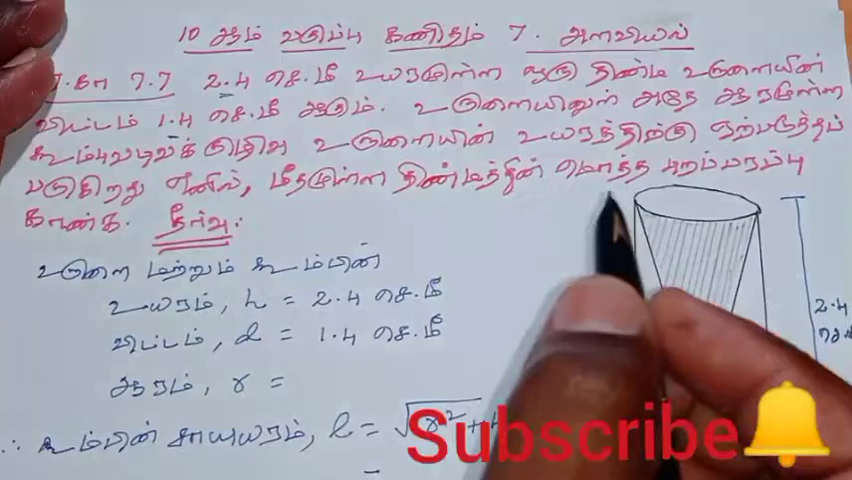 10 ஆம் வகுப்பு கணிதம் 7. அளவியல்
எ.கா 7.7 2.4 செ.மீ உயரமுள்ள ஒரு திண்ம உருளையின்
விட்டம் 1.4 செ.மீ ஆகும். உருளையினுள் அதே ஆரமுள்ள
கூம்புவடிவக் குழிவு உருளையின் உயரத்திற்கு ஏற்படுத்தப்
படுகிறது எனில், மீதமுள்ள திண்மத்தின் மொத்த புறப்பரப்பு
காண்க. தீர்வு:
உருளை மற்றும் கூம்பின்
உயரம், h = 2.4 செ.மீ
விட்டம், d = 1.4 செ.மீ
ஆரம், r =
∴ கூம்பின் சாயுயரம், l = √r² +
=
2.4
செ.
Subscribe